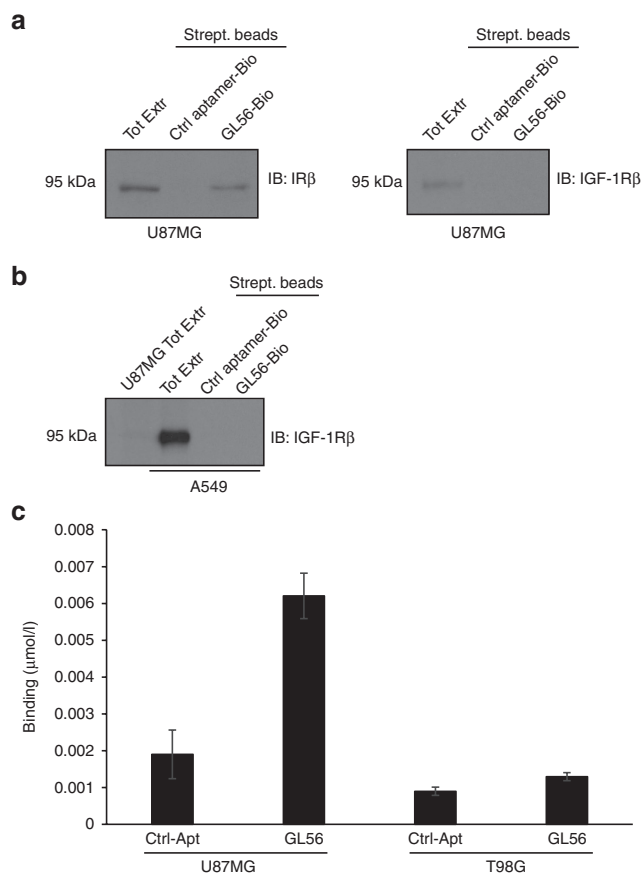 a
Strept. beads
Tot Extr
Ctrl aptamer-Bio
GL56-Bio
95 kDa
IB: IRβ
U87MG
Strept. beads
Tot Extr
Ctrl aptamer-Bio
GL56-Bio
95 kDa
IB: IGF-1Rβ
U87MG
b
Strept. beads
U87MG Tot Extr
Tot Extr
Ctrl aptamer-Bio
GL56-Bio
95 kDa
IB: IGF-1Rβ
A549
c
Binding (μmol/l)
0.008
0.007
0.006
0.005
0.004
0.003
0.002
0.001
0
Ctrl-Apt
GL56
Ctrl-Apt
GL56
U87MG
T98G